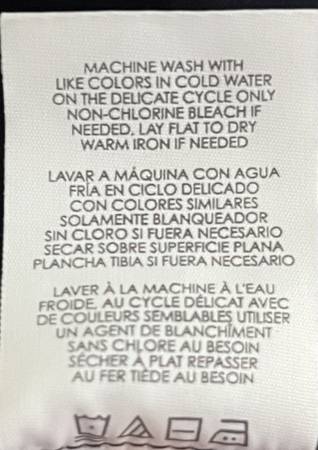 MACHINE WASH WITH
LIKE COLORS IN COLD WATER
ON THE DELICATE CYCLE ONLY
NON-CHLORINE BLEACH IF
NEEDED, LAY FLAT TO DRY
WARM IRON IF NEEDED
LAVAR A MÁQUINA CON AGUA
FRÍA EN CICLO DELICADO
CON COLORES SIMILARES
SOLAMENTE BLANQUEADOR
SIN CLORO SI FUERA NECESARIO
SECAR SOBRE SUPERFICIE PLANA
PLANCHA TIBIA SI FUERA NECESARIO
LAVER À LA MACHINE À L'EAU
FROIDE, AU CYCLE DÉLICAT AVEC
DE COULEURS SEMBLABLES UTILISER
UN AGENT DE BLANCHÎMENT
SANS CHLORE AU BESOIN
SÉCHER À PLAT REPASSER
AU FER TIÈDE AU BESOIN